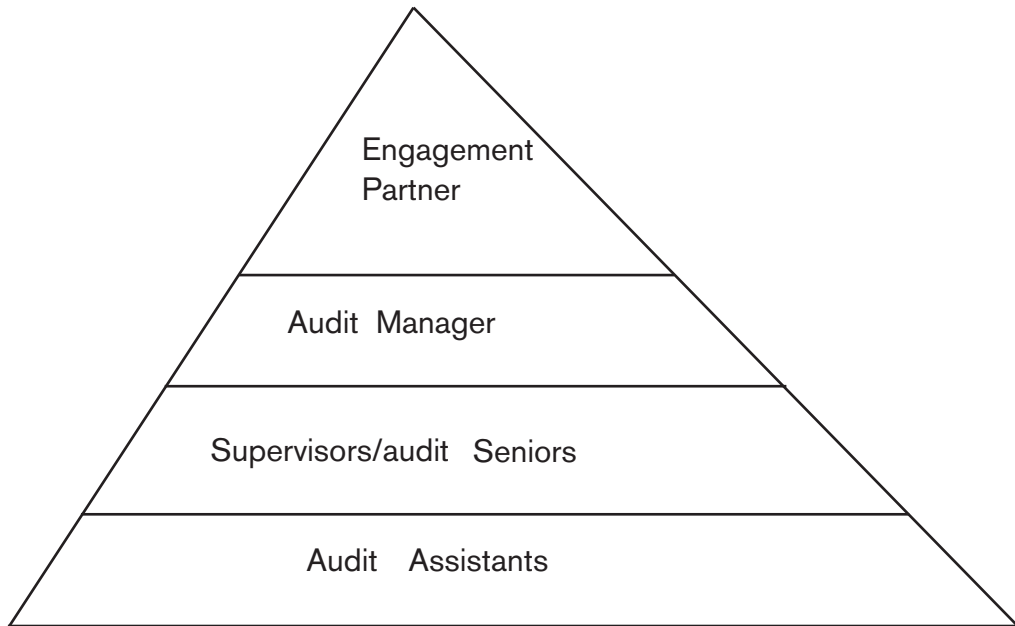 Engagement
Partner
Audit Manager
Supervisors/audit Seniors
Audit Assistants